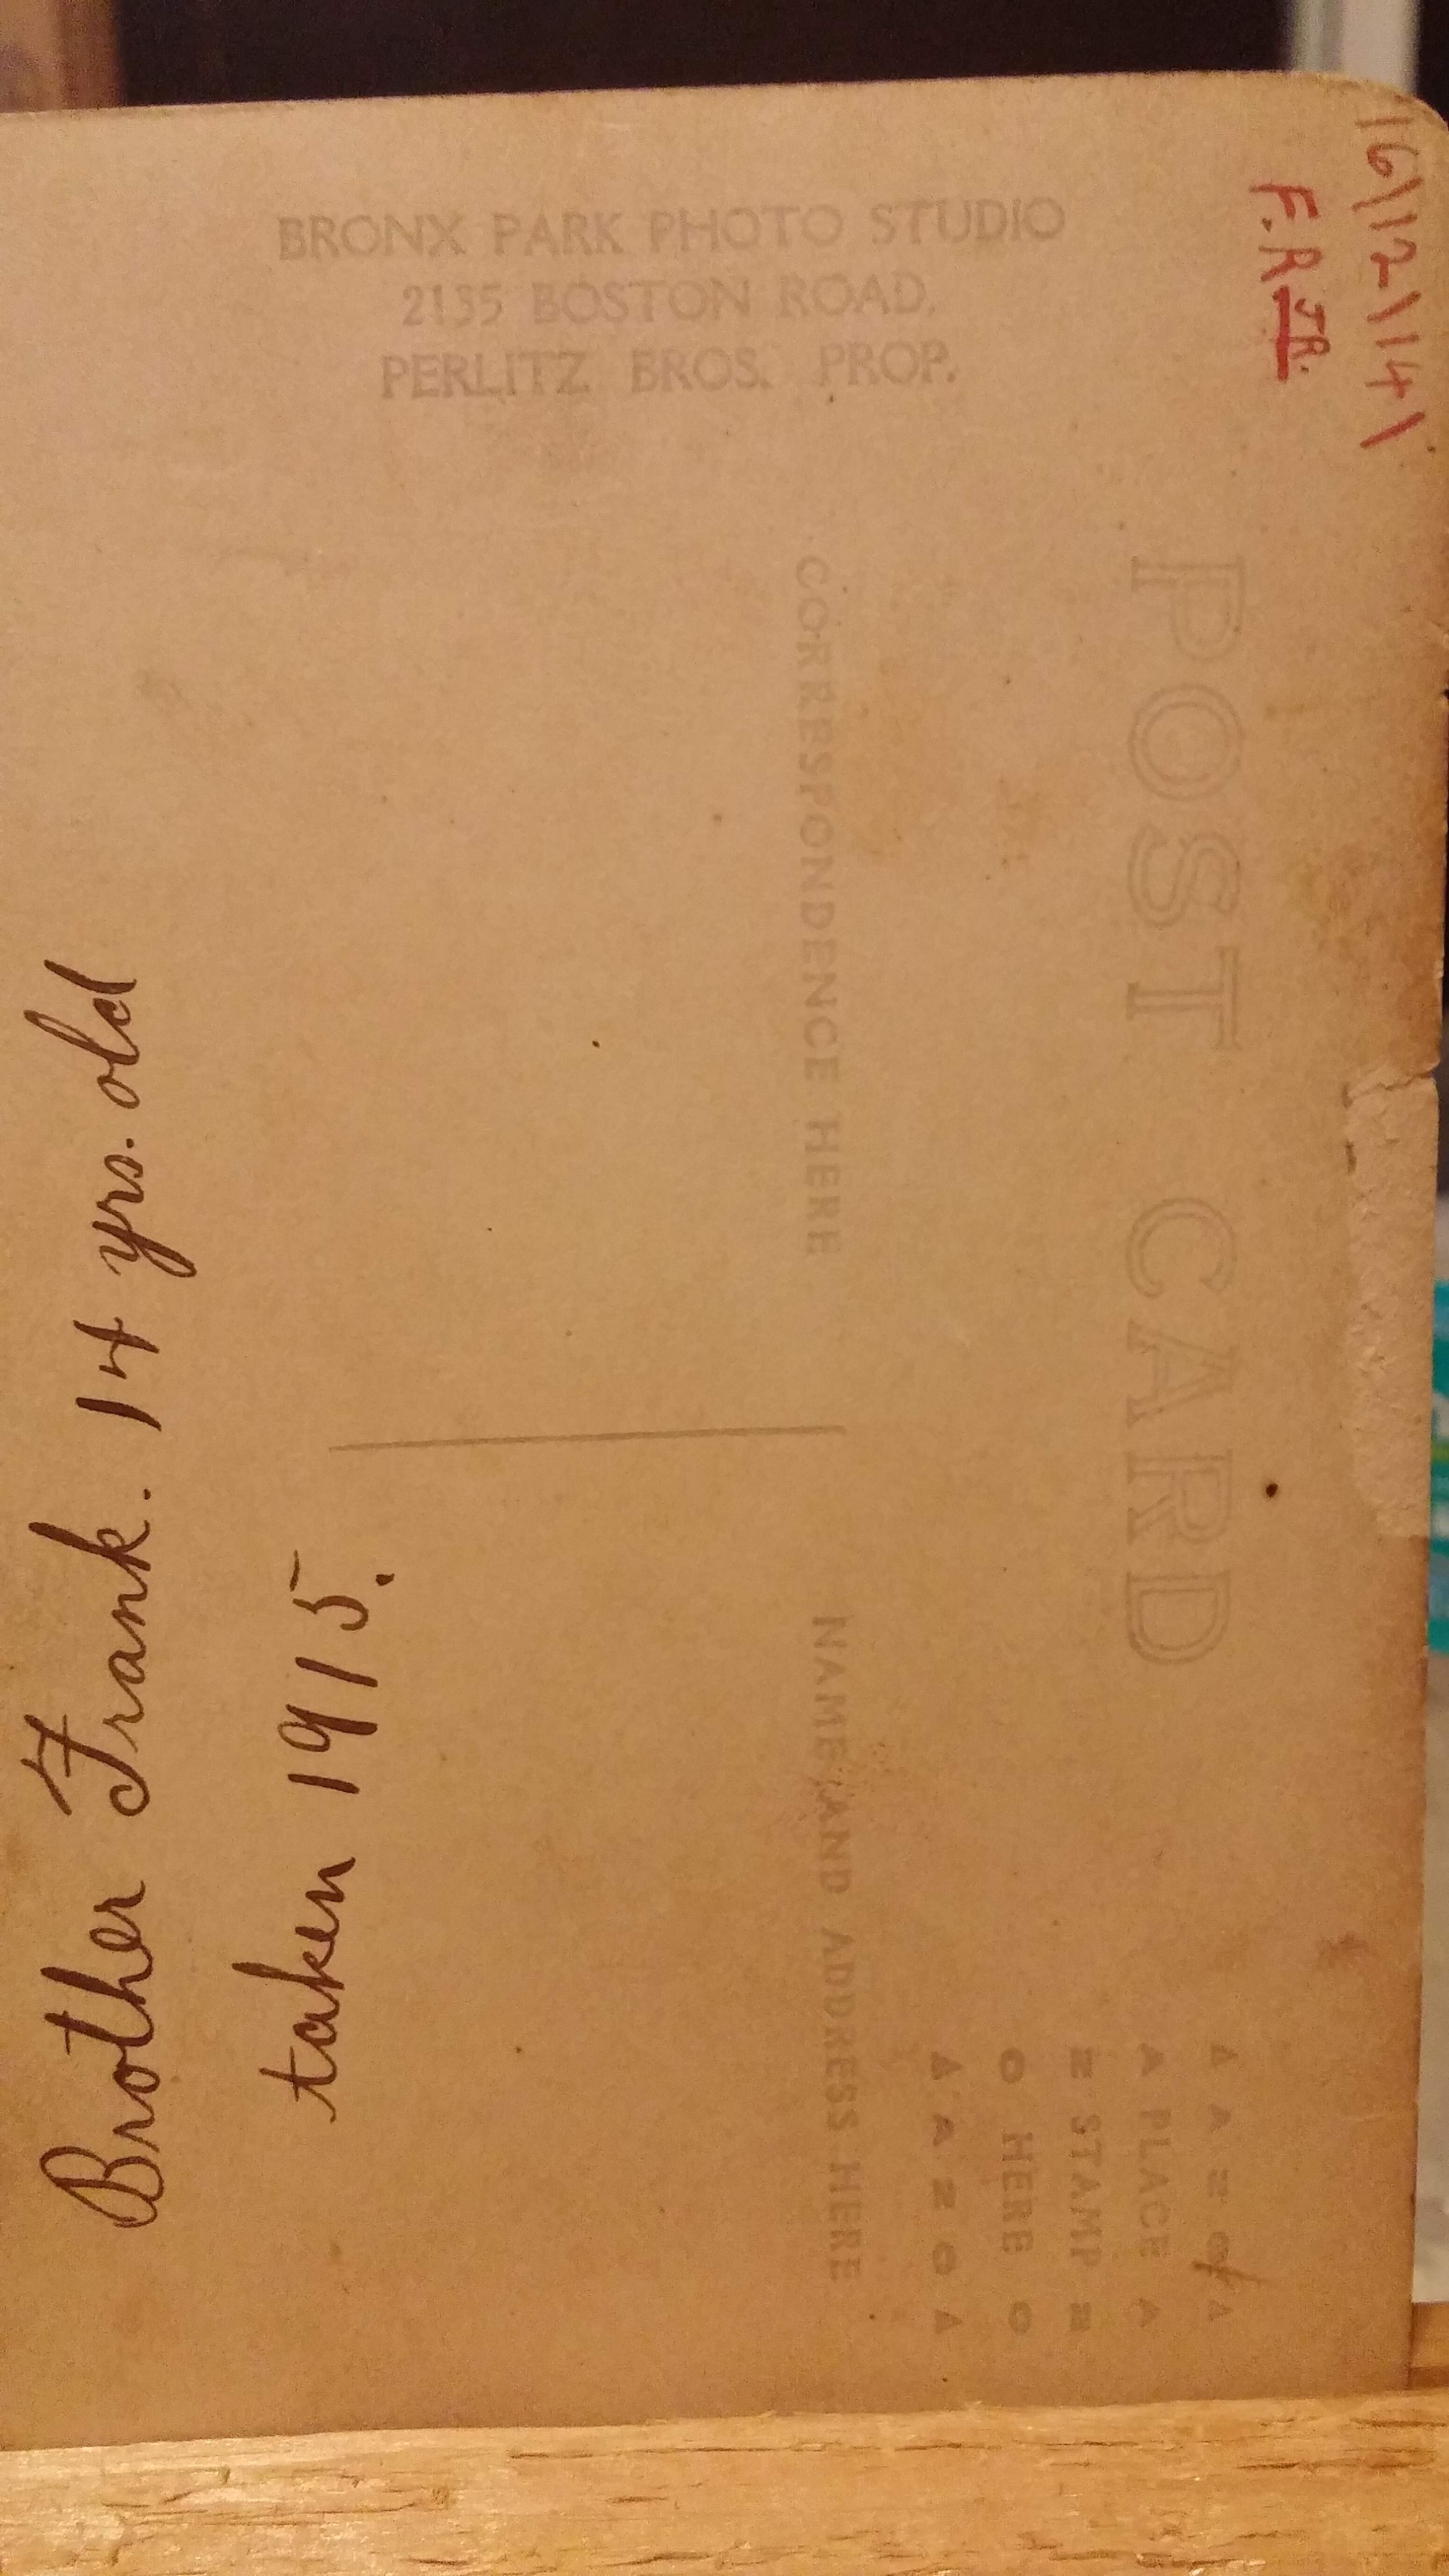 16/12/14/
F.R JR.
BRONX PARK PHOTO STUDIO
2135 BOSTON ROAD.
PERLITZ BROS. PROP.
POST CARD
CORRESPONDENCE HERE
NAME AND ADDRESS HERE
▲ A Z O ▲
A PLACE A
Z STAMP Z
O HERE O
▲ A Z O ▲
Brother Frank. 14 yrs. old
taken 1915.